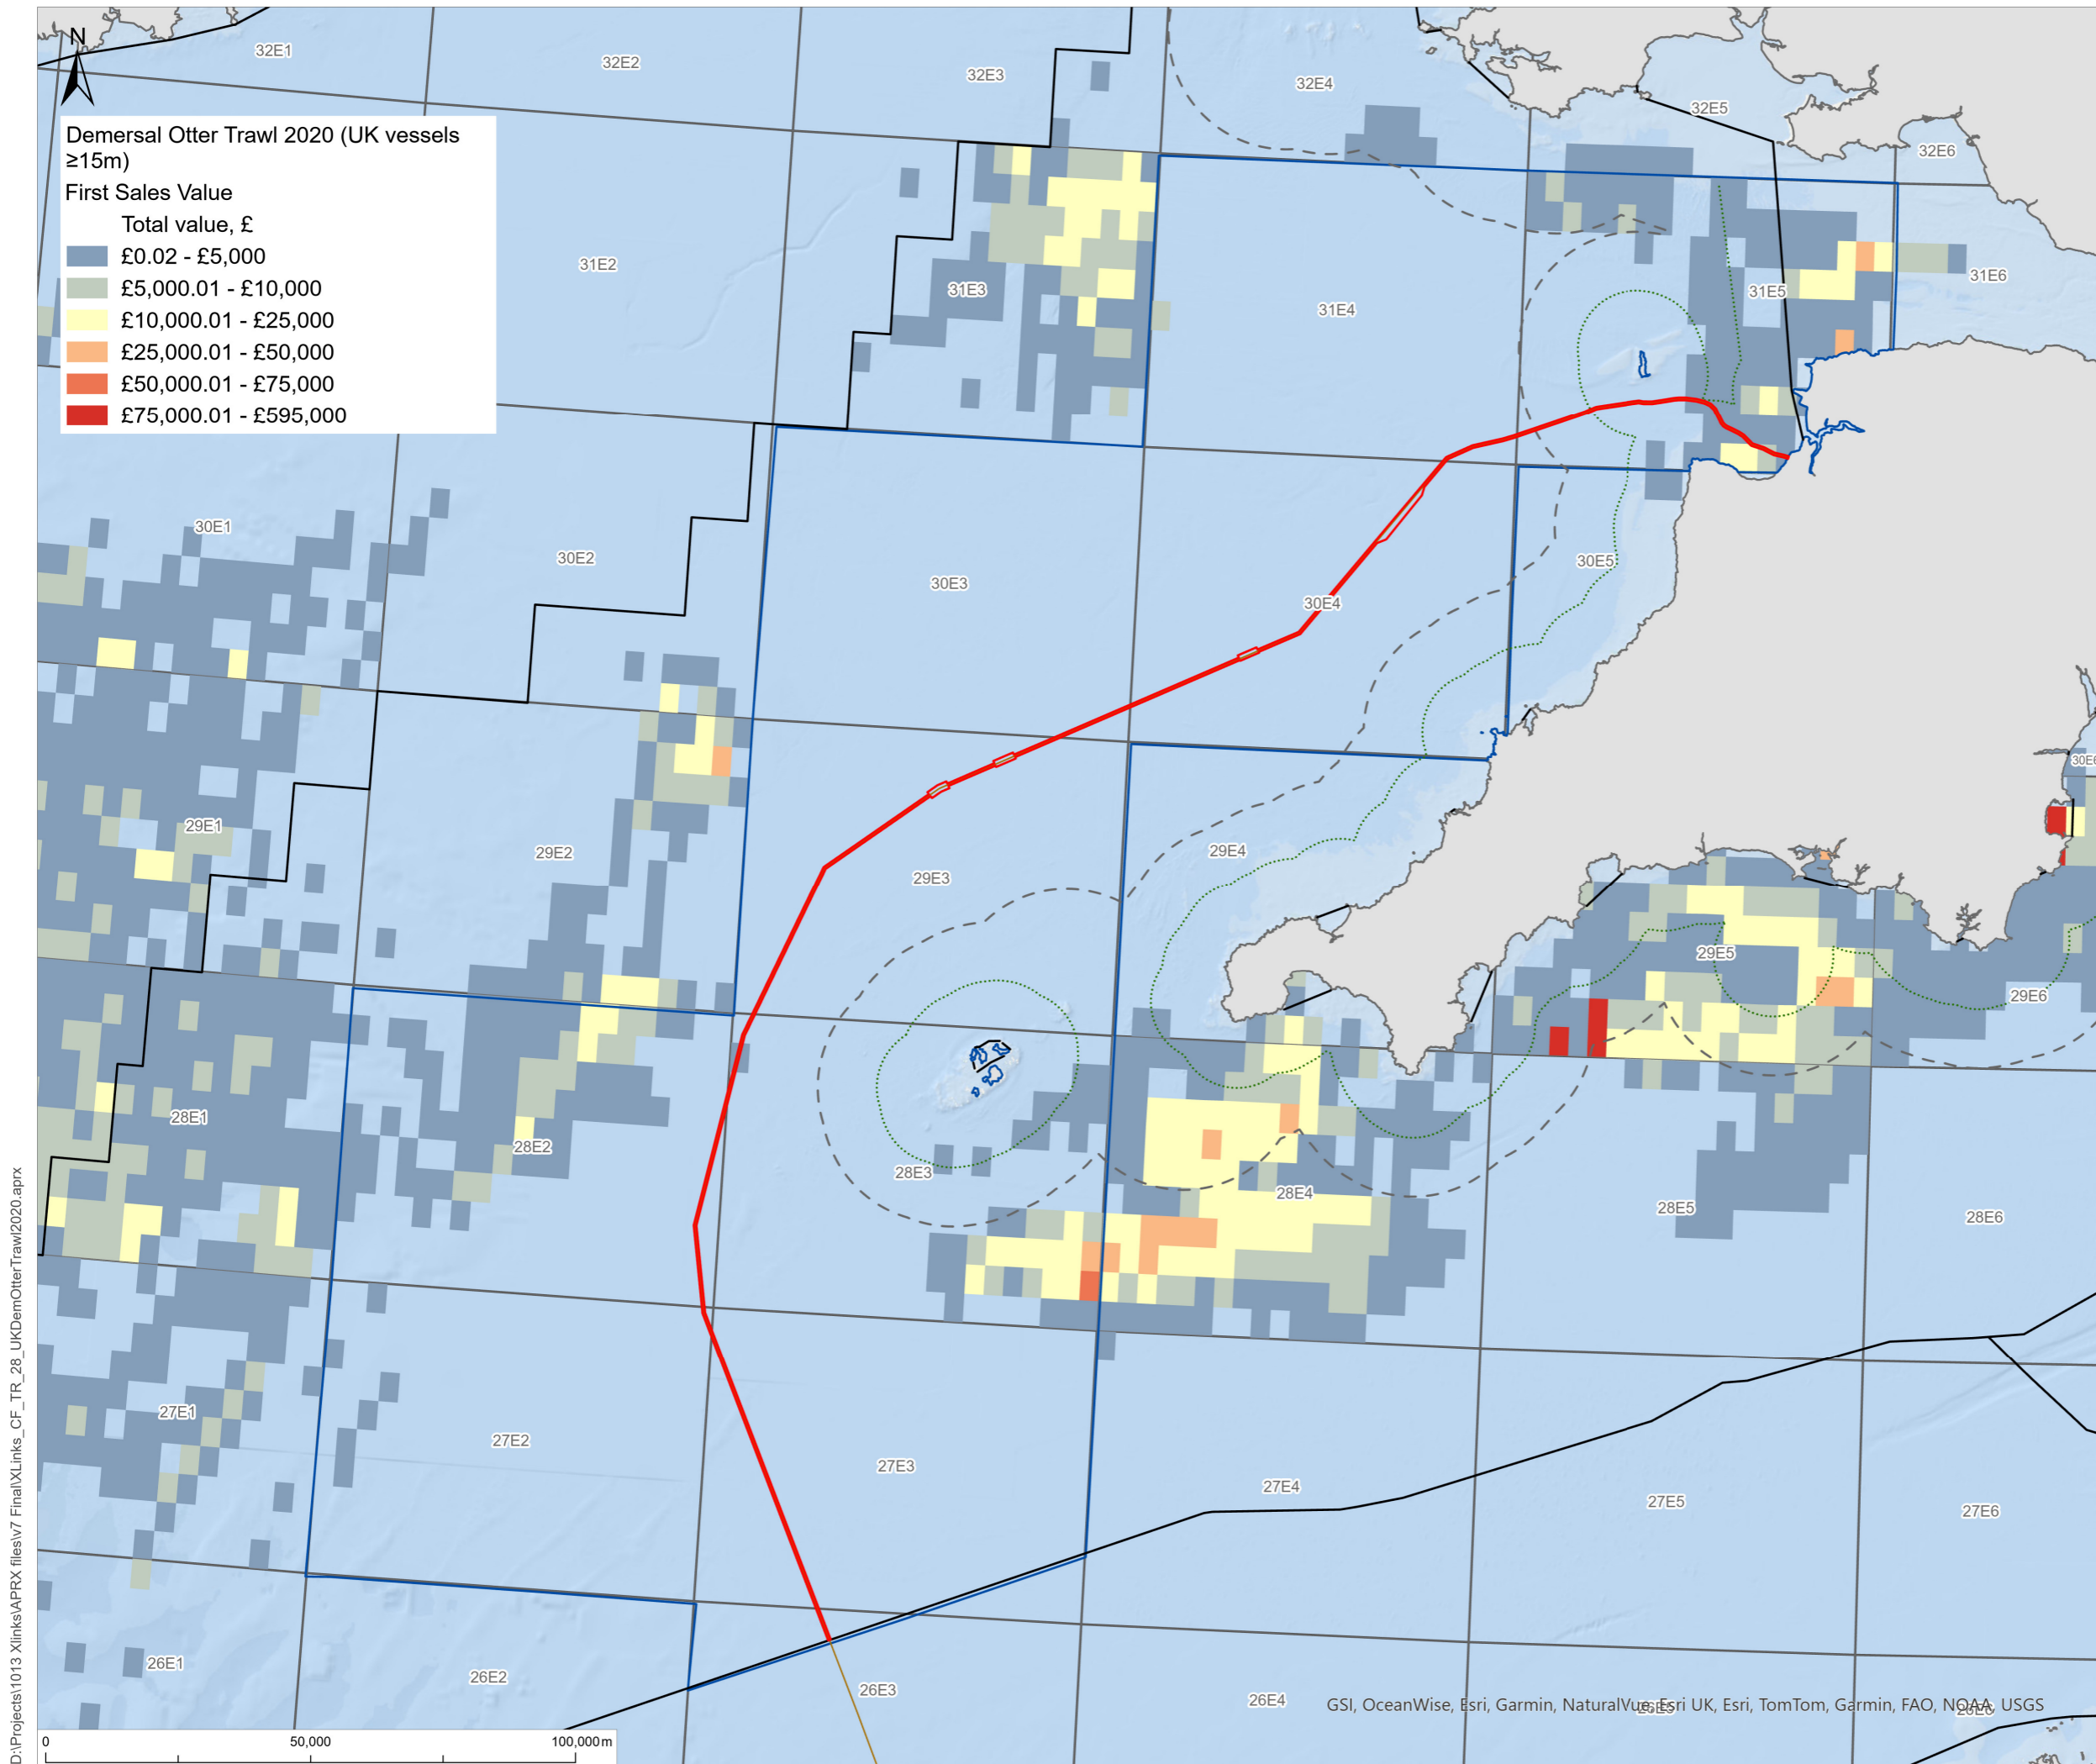 N
Demersal Otter Trawl 2020 (UK vessels
≥15m)
First Sales Value
Total value, £
£0.02 - £5,000
£5,000.01 - £10,000
£10,000.01 - £25,000
£25,000.01 - £50,000
£50,000.01 - £75,000
£75,000.01 - £595,000
32E1
32E2
32E3
32E4
32E5
32E6
31E2
31E3
31E4
31E5
31E6
30E1
30E2
30E3
30E4
30E5
30E6
29E1
29E2
29E3
29E4
29E5
29E6
28E1
28E2
28E3
28E4
28E5
28E6
27E1
27E2
27E3
27E4
27E5
27E6
26E1
26E2
26E3
26E4
26E5
26E6
GSI, OceanWise, Esri, Garmin, NaturalVue, Esri UK, Esri, TomTom, Garmin, FAO, NOAA, USGS
0 50,000 100,000 m
D:\Projects\1013 Xlinks\APRX files\v7 Final\XLinks_CF_TR_28_UKDemOtterTrawl2020.aprx